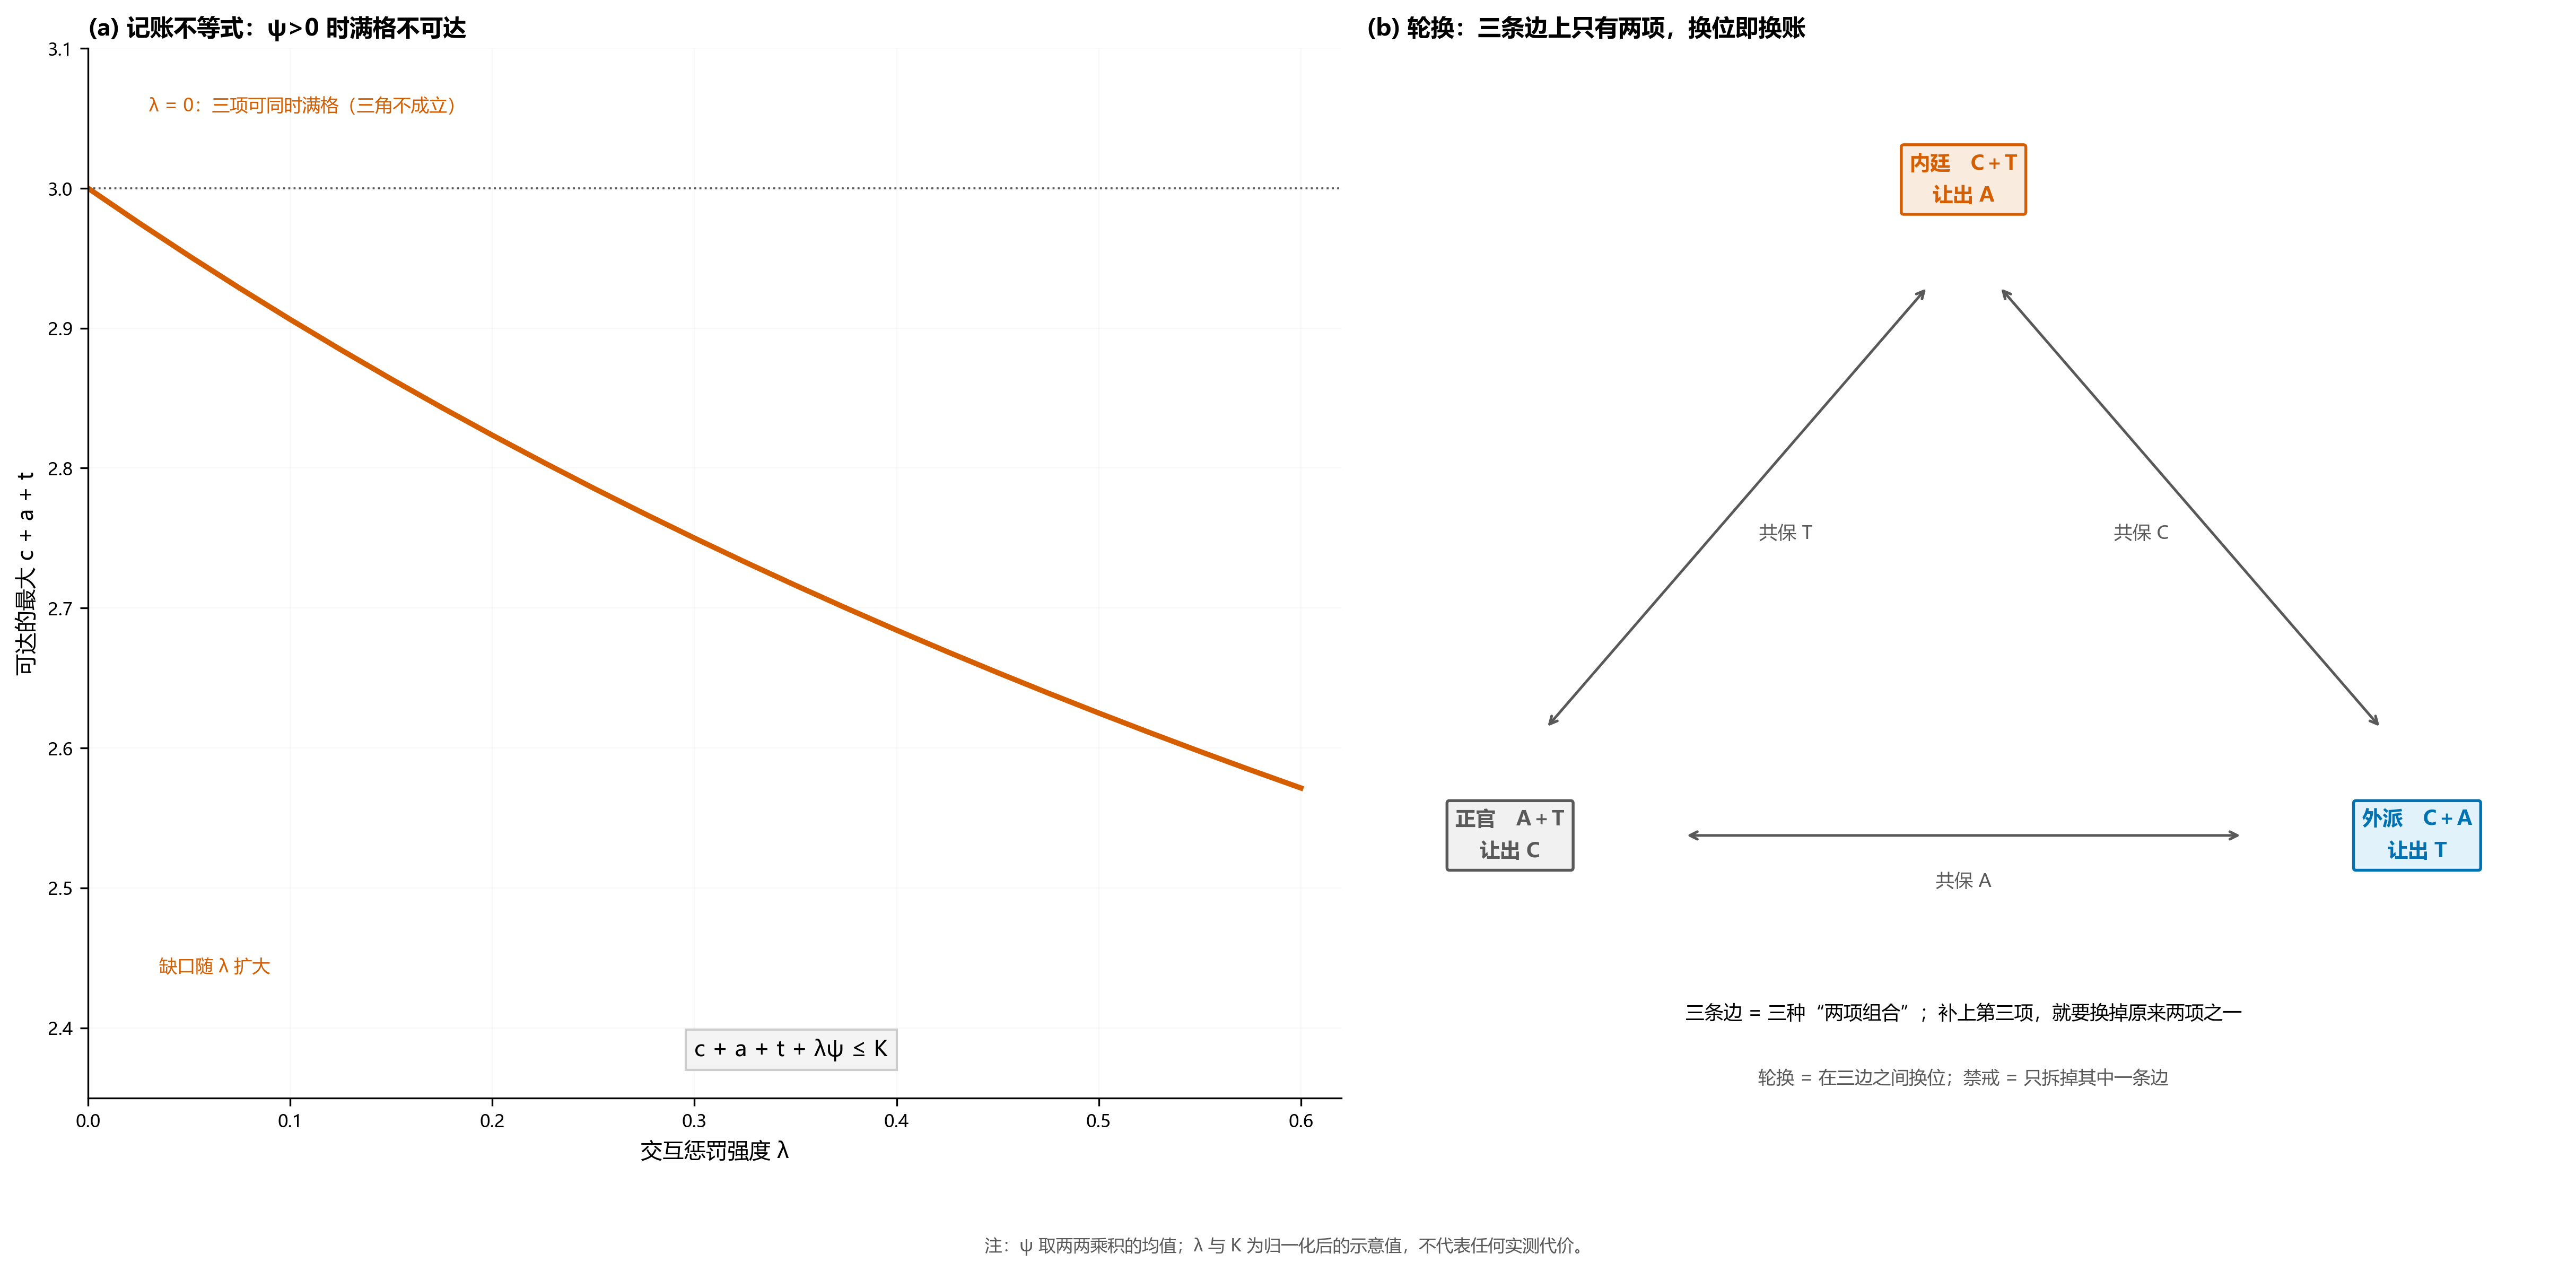 (a) 记账不等式：ψ>0 时满格不可达
3.1
3.0
2.9
2.8
2.7
2.6
2.5
2.4
可达的最大 c + a + t
λ = 0：三项可同时满格（三角不成立）
缺口随 λ 扩大
c + a + t + λψ ≤ K
0.0
0.1
0.2
0.3
0.4
0.5
0.6
交互惩罚强度 λ
(b) 轮换：三条边上只有两项，换位即换账
内廷 C+T
让出 A
共保 T
共保 C
正官 A+T
让出 C
外派 C+A
让出 T
共保 A
三条边 = 三种“两项组合”；补上第三项，就要换掉原来两项之一
轮换 = 在三边之间换位；禁戒 = 只拆掉其中一条边
注：ψ 取两两乘积的均值；λ 与 K 为归一化后的示意值，不代表任何实测代价。